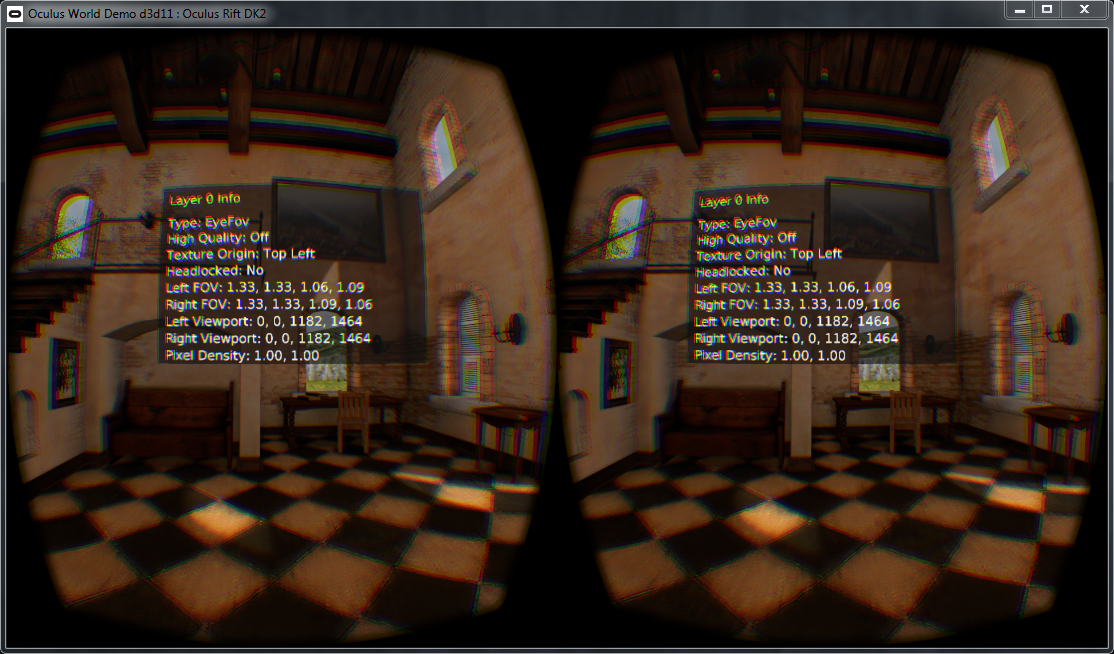 Oculus World Demo d3d11 : Oculus Rift DK2
Layer 0 Info
Type: EyeFov
High Quality: Off
Texture Origin: Top Left
Headlocked: No
Left FOV: 1.33, 1.33, 1.06, 1.09
Right FOV: 1.33, 1.33, 1.09, 1.06
Left Viewport: 0, 0, 1182, 1464
Right Viewport: 0, 0, 1182, 1464
Pixel Density: 1.00, 1.00
Layer 0 Info
Type: EyeFov
High Quality: Off
Texture Origin: Top Left
Headlocked: No
Left FOV: 1.33, 1.33, 1.06, 1.09
Right FOV: 1.33, 1.33, 1.09, 1.06
Left Viewport: 0, 0, 1182, 1464
Right Viewport: 0, 0, 1182, 1464
Pixel Density: 1.00, 1.00